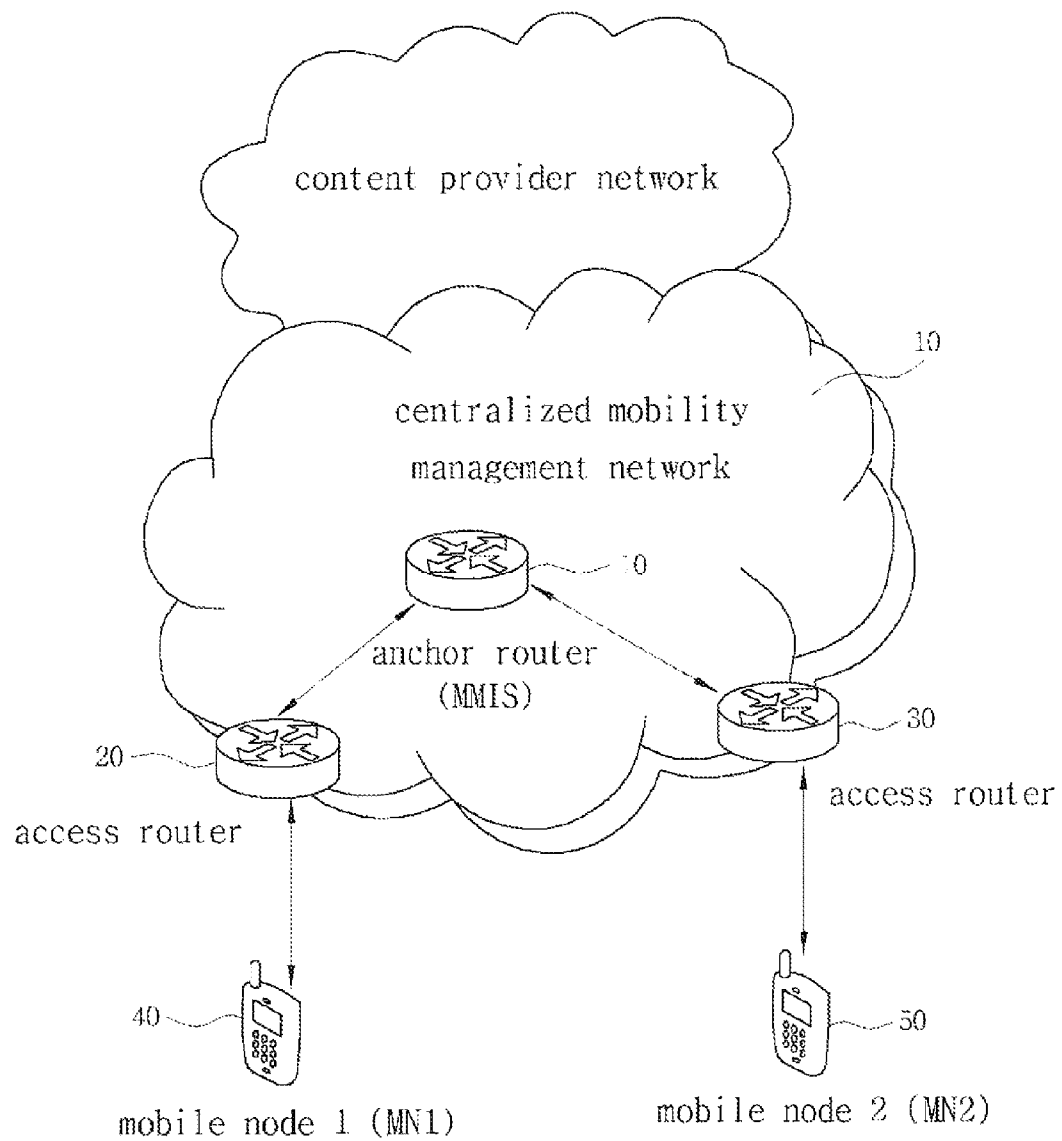 content provider network
10
centralized mobility
management network
anchor router
(MMIS)
20
30
access router
access router
40
50
mobile node 1 (MN1)
mobile node 2 (MN2)